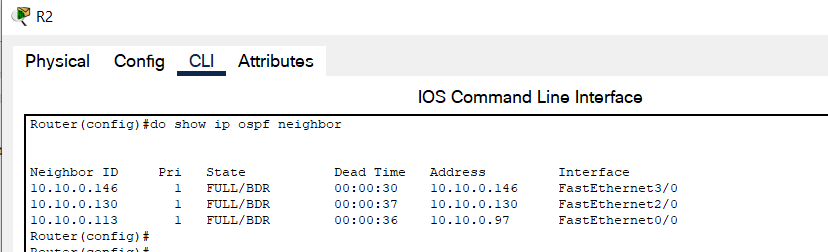 R2
Physical Config CLI Attributes
IOS Command Line Interface
Router(config)#do show ip ospf neighbor
Neighbor ID Pri State Dead Time Address Interface
10.10.0.146 1 FULL/BDR 00:00:30 10.10.0.146 FastEthernet3/0
10.10.0.130 1 FULL/BDR 00:00:37 10.10.0.130 FastEthernet2/0
10.10.0.113 1 FULL/BDR 00:00:36 10.10.0.97 FastEthernet0/0
Router(config)#
Router(config)#